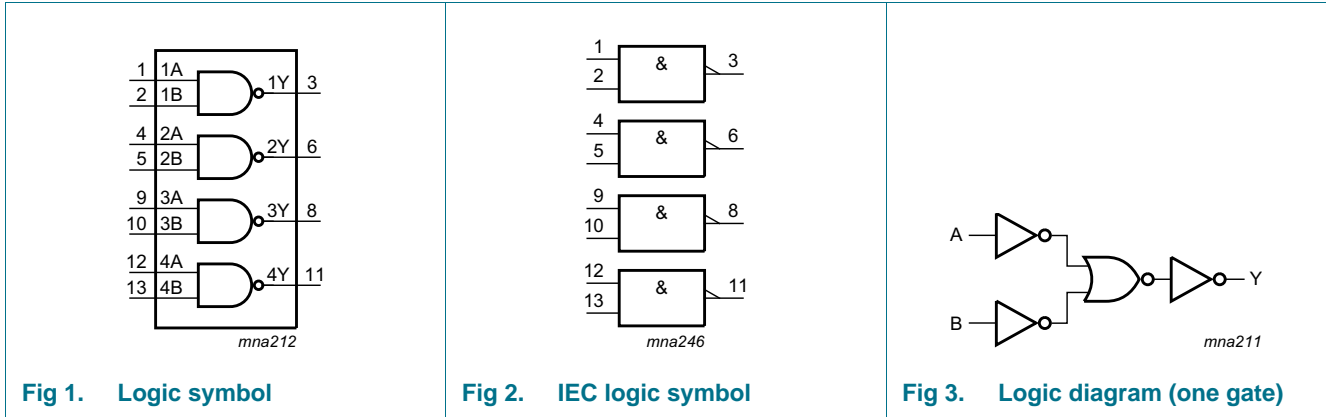 1 1A 1Y 3
2 1B
4 2A 2Y 6
5 2B
9 3A 3Y 8
10 3B
12 4A 4Y 11
13 4B
mna212
Fig 1. Logic symbol
1 & 3
2
4 & 6
5
9 & 8
10
12 & 11
13
mna246
Fig 2. IEC logic symbol
A
Y
B
mna211
Fig 3. Logic diagram (one gate)